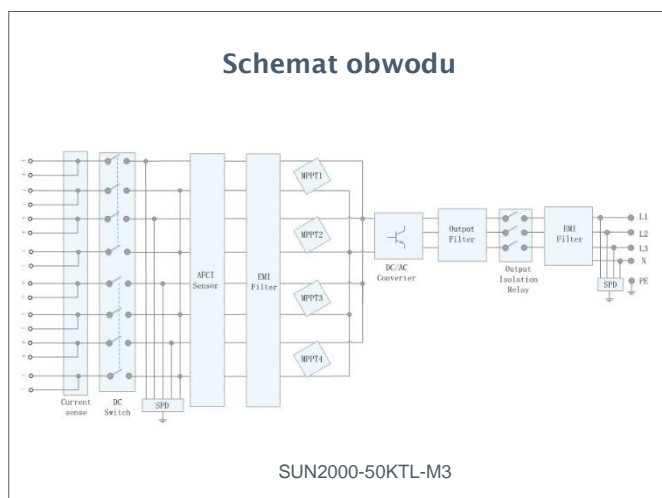 Schemat obwodu
+
+
-
-
+
+
-
-
+
+
-
-
+
+
-
-
Current
sense
DC
Switch
SPD
AFCI
Sensor
EMI
Filter
MPPT1
MPPT2
MPPT3
MPPT4
DC/AC
Converter
Output
Filter
Output
Isolation
Relay
EMI
Filter
L1
L2
L3
N
PE
SPD
SUN2000-50KTL-M3